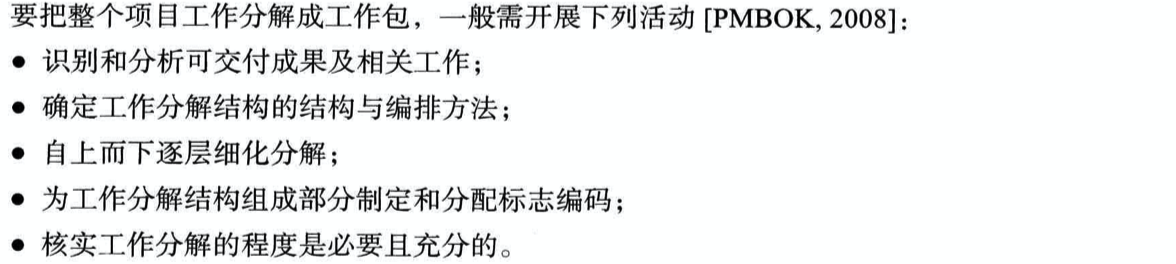 要把整个项目工作分解成工作包，一般需开展下列活动 [PMBOK, 2008]：
● 识别和分析可交付成果及相关工作；
● 确定工作分解结构的结构与编排方法；
● 自上而下逐层细化分解；
● 为工作分解结构组成部分制定和分配标志编码；
● 核实工作分解的程度是必要且充分的。